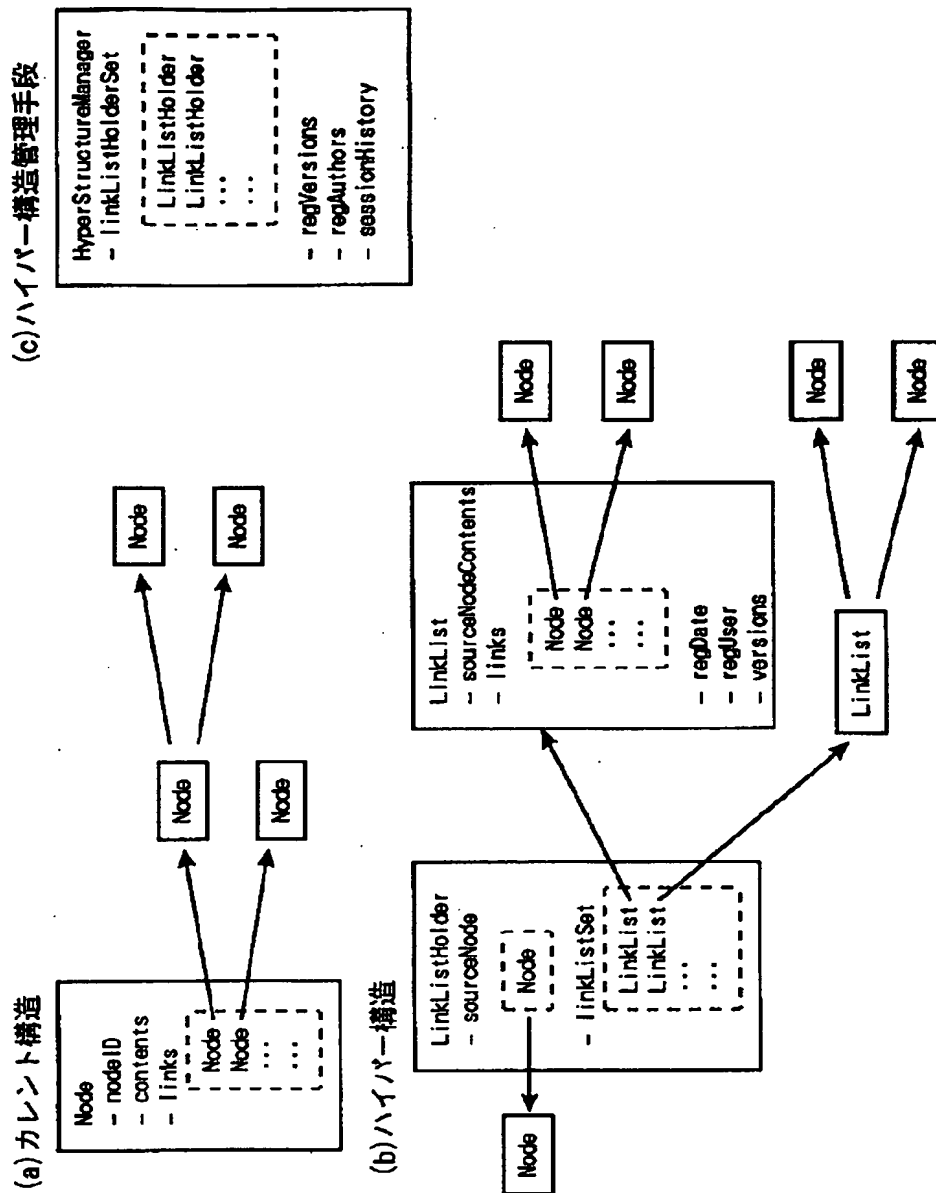 (a)カレント構造
Node
- nodeID
- contents
- links
Node
Node
...
...
Node
Node
Node
Node
(b)ハイパー構造
Node
LinkListHolder
- sourceNode
Node
- linkListSet
LinkList
LinkList
...
...
LinkList
- sourceNodeContents
- links
Node
Node
...
...
- regDate
- regUser
- versions
Node
Node
LinkList
Node
Node
(c)ハイパー構造管理手段
HyperStructureManager
- linkListHolderSet
LinkListHolder
LinkListHolder
...
...
- regVersions
- regAuthors
- sessionHistory